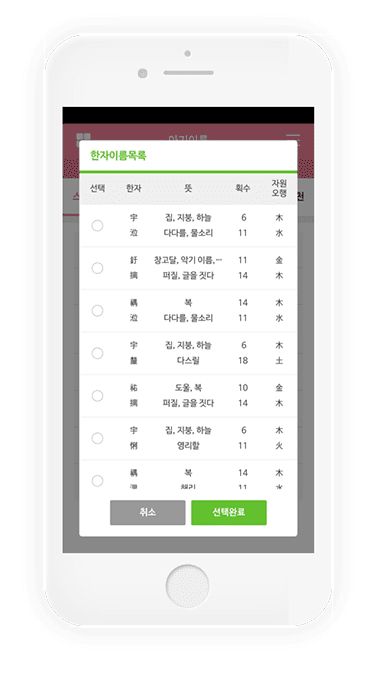 아기이름
한자이름목록
선택 한자 뜻 획수 자원
오행
宇 집, 지붕, 하늘 6 木
涖 다다를, 물소리 11 水
釪 창고달, 악기 이름,··· 11 金
摛 퍼질, 글을 짓다 14 木
禑 복 14 木
涖 다다를, 물소리 11 水
宇 집, 지붕, 하늘 6 木
釐 다스릴 18 土
祐 도울, 복 10 金
摛 퍼질, 글을 짓다 14 木
宇 집, 지붕, 하늘 6 木
悧 영리할 11 火
禑 복 14 木
해리 11 水
취소 선택완료